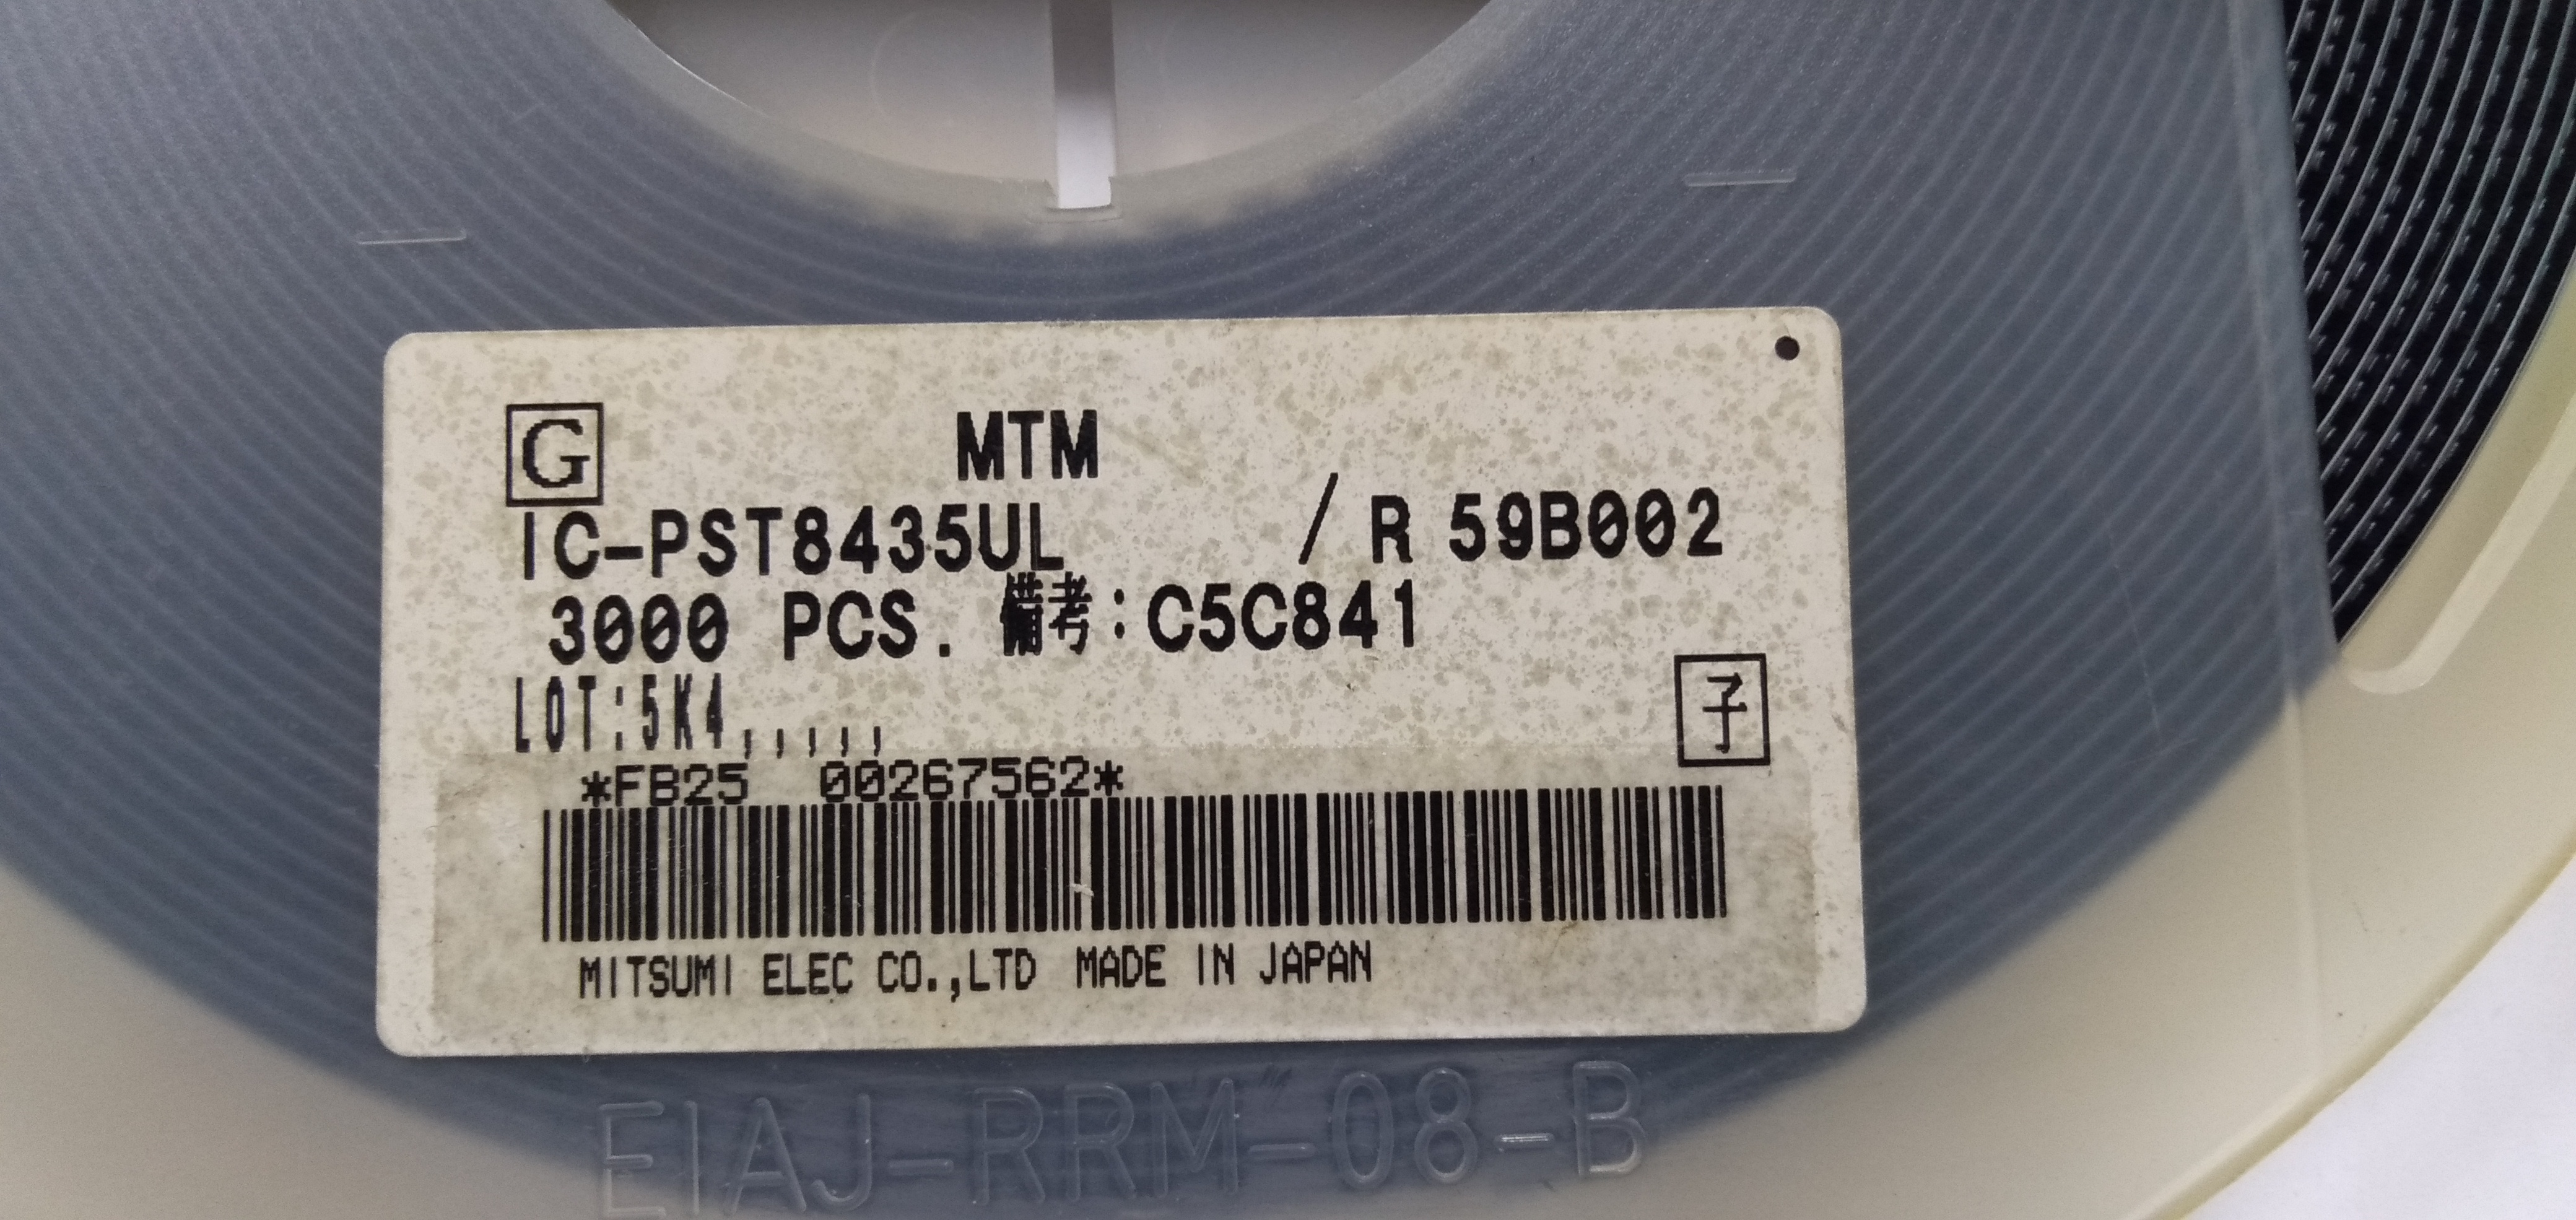 G
MTM
IC-PST8435UL / R 59B002
3000 PCS. 備考:C5C841
LOT:5K4,,,,,
子
*FB25 00267562*
MITSUMI ELEC CO.,LTD MADE IN JAPAN
EIAJ-RRM-08-B